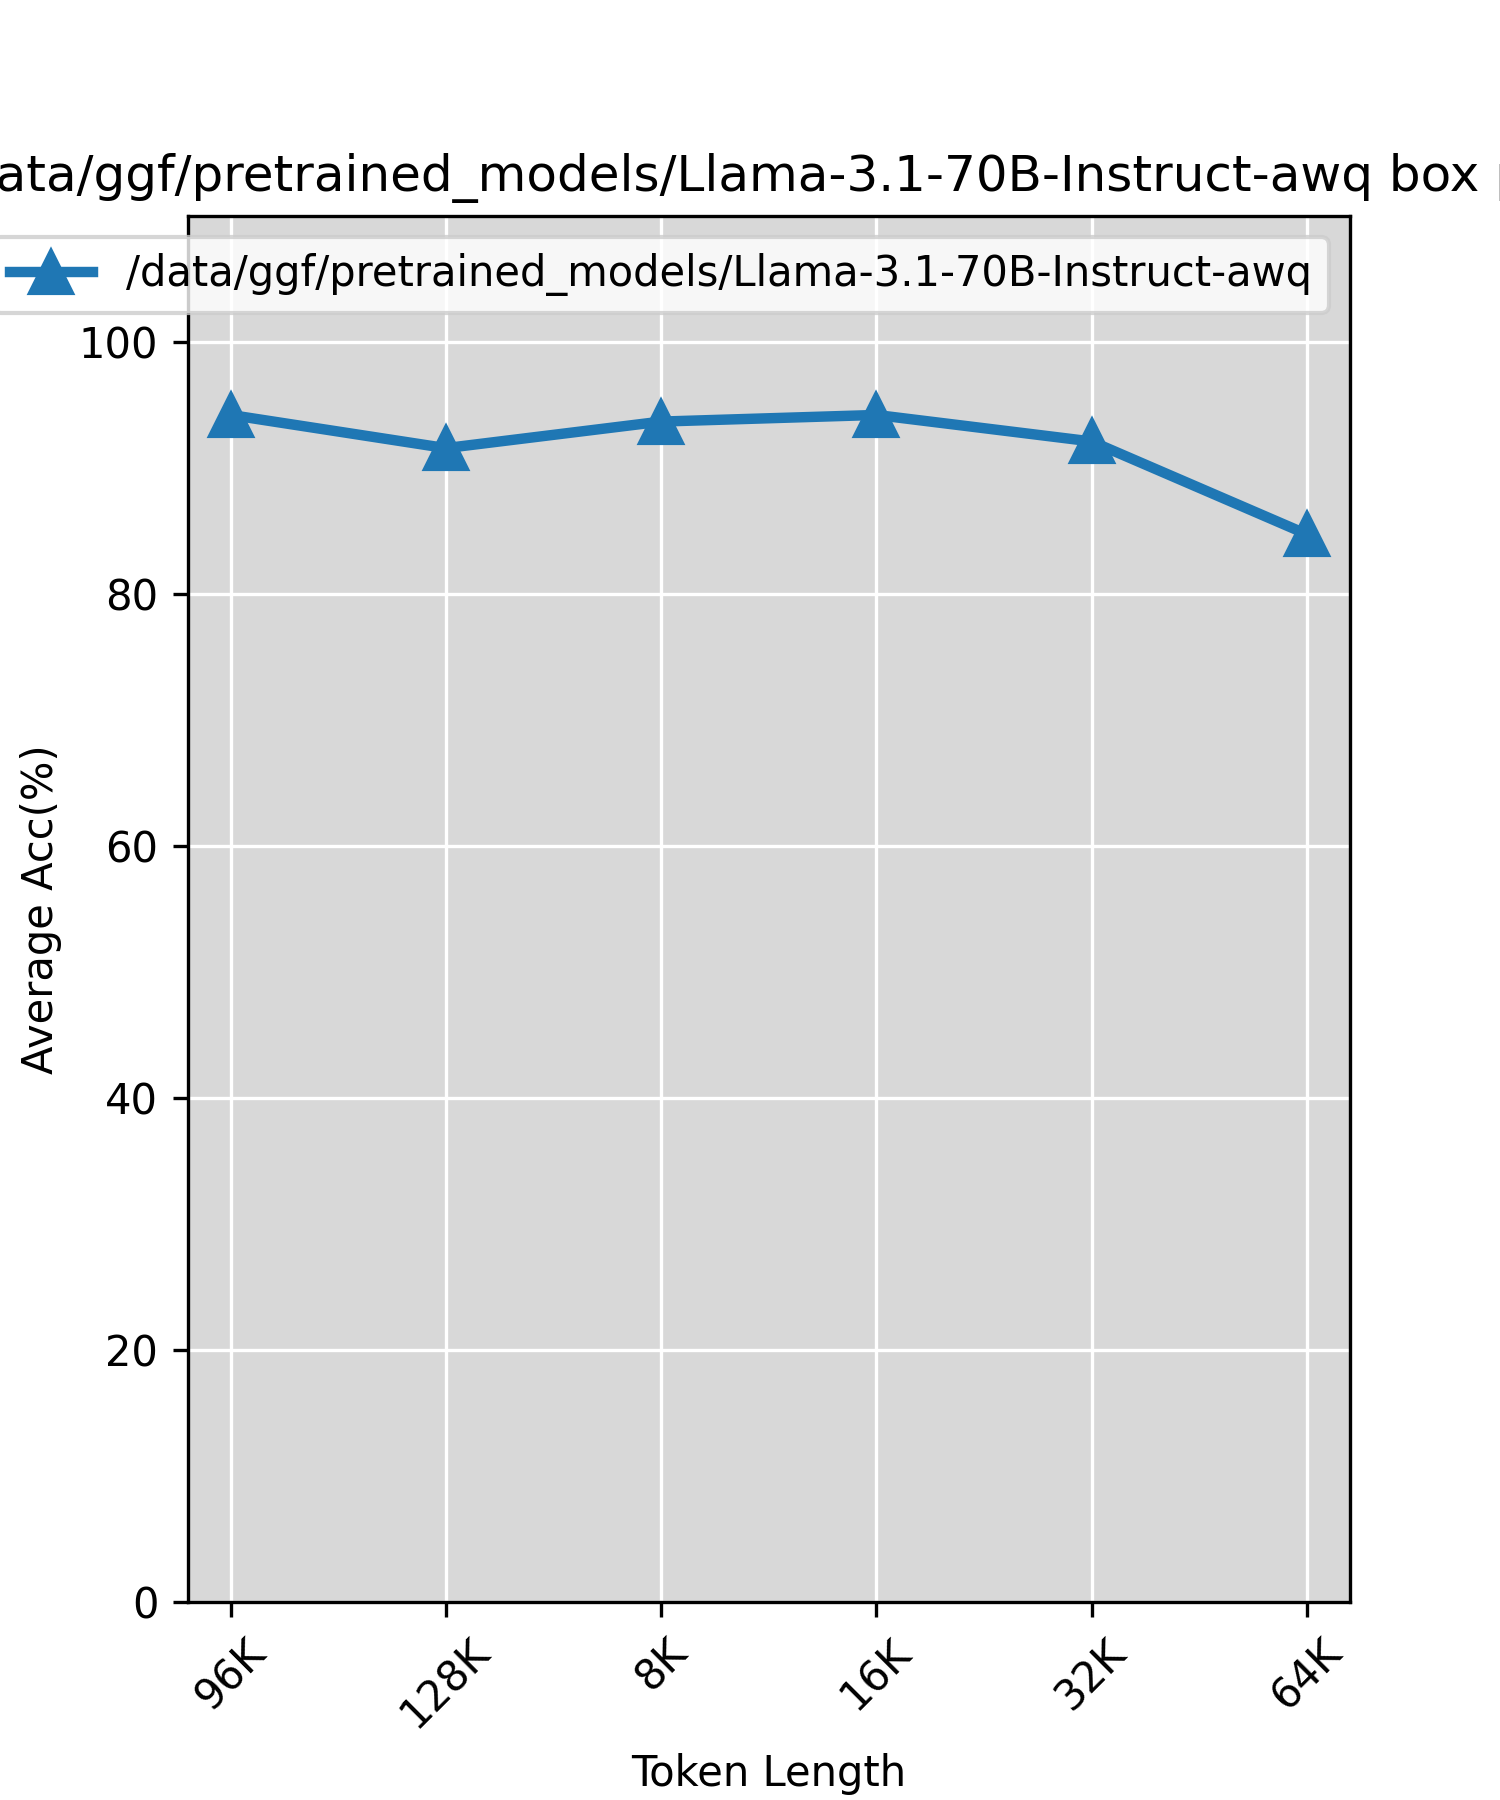 ata/ggf/pretrained_models/Llama-3.1-70B-Instruct-awq box
/data/ggf/pretrained_models/Llama-3.1-70B-Instruct-awq
100
80
60
40
20
0
Average Acc(%)
96K
128K
8K
16K
32K
64K
Token Length